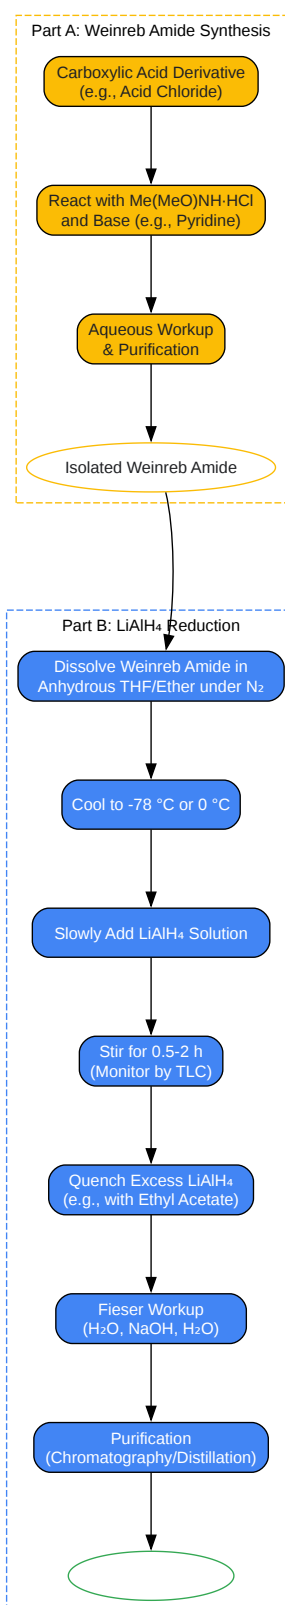 Part A: Weinreb Amide Synthesis
Carboxylic Acid Derivative
(e.g., Acid Chloride)
React with Me(MeO)NH·HCl
and Base (e.g., Pyridine)
Aqueous Workup
& Purification
Isolated Weinreb Amide
Part B: LiAlH₄ Reduction
Dissolve Weinreb Amide in
Anhydrous THF/Ether under N₂
Cool to -78 °C or 0 °C
Slowly Add LiAlH₄ Solution
Stir for 0.5-2 h
(Monitor by TLC)
Quench Excess LiAlH₄
(e.g., with Ethyl Acetate)
Fieser Workup
(H₂O, NaOH, H₂O)
Purification
(Chromatography/Distillation)